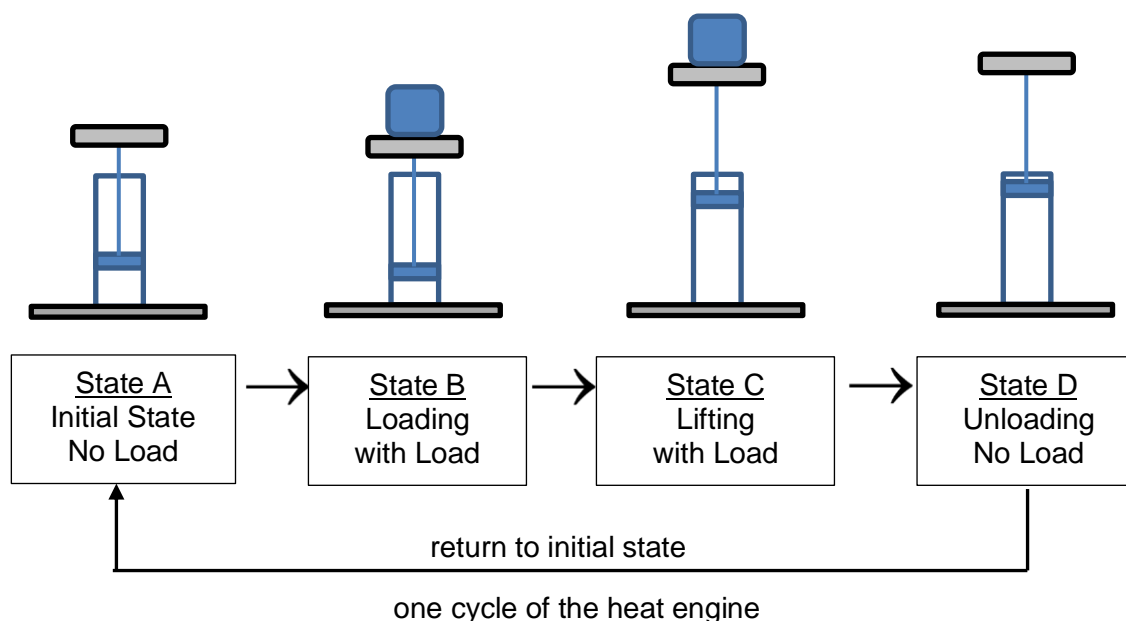 State A
Initial State
No Load
State B
Loading
with Load
State C
Lifting
with Load
State D
Unloading
No Load
return to initial state
one cycle of the heat engine